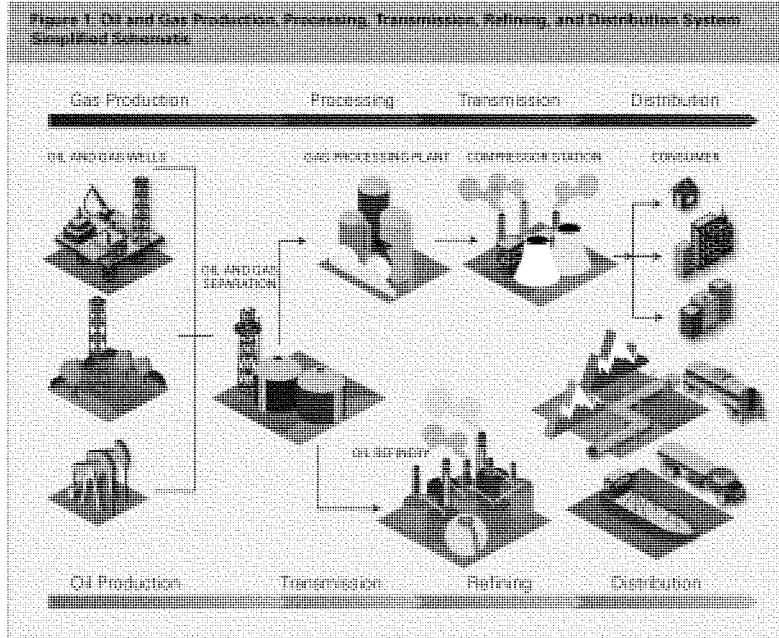 Figure 1. Oil and Gas Production, Processing, Transmission, Refining, and Distribution System
Simplified Schematic
Gas Production Processing Transmission Distribution
OIL AND GAS WELLS GAS PROCESSING PLANT COMPRESSOR STATION CONSUMER
OIL AND GAS
SEPARATION
OIL REFINERY
Oil Production Transmission Refining Distribution